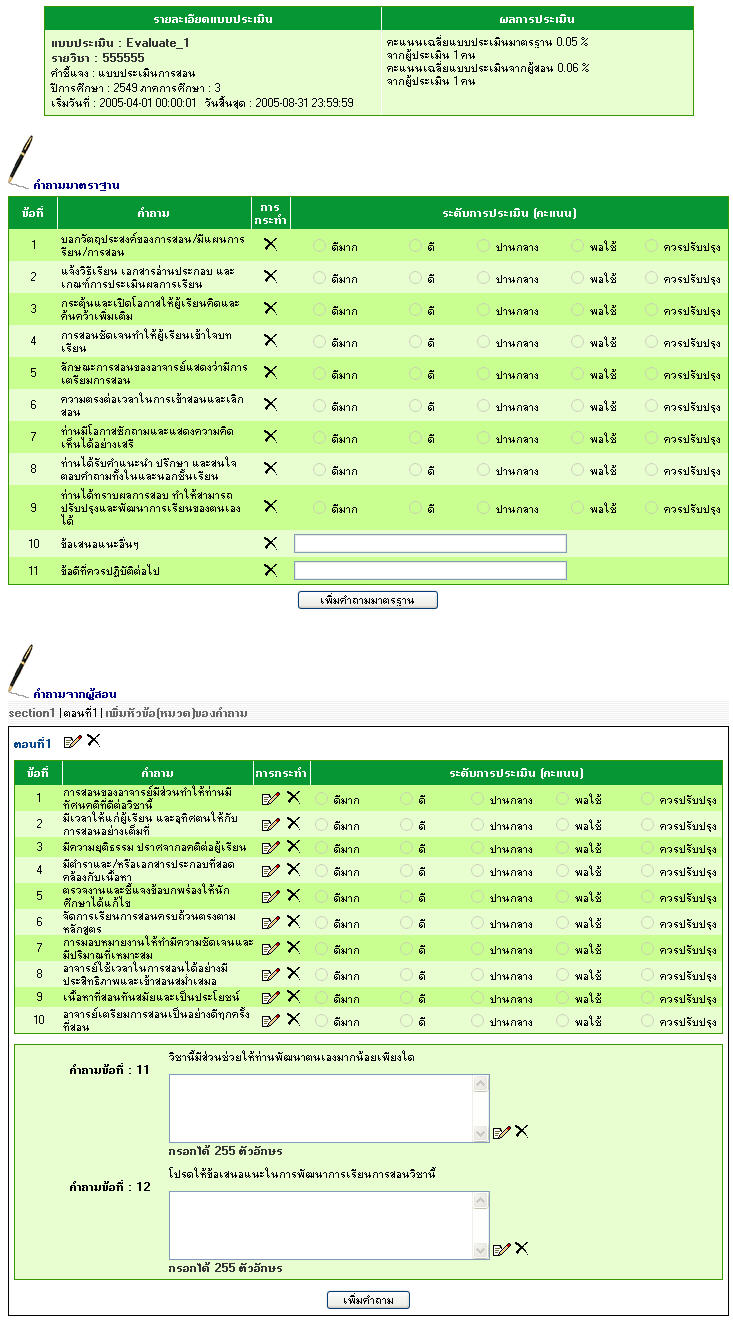 รายละเอียดแบบประเมิน ผลการประเมิน
แบบประเมิน : Evaluate_1
รายวิชา : 555555
คำชี้แจง : แบบประเมินการสอน
ปีการศึกษา : 2549 ภาคการศึกษา : 3
เริ่มวันที่ : 2005-04-01 00:00:01 วันสิ้นสุด : 2005-08-31 23:59:59
คะแนนเฉลี่ยแบบประเมินมาตรฐาน 0.05 %
จากผู้ประเมิน 1 คน
คะแนนเฉลี่ยแบบประเมินจากผู้สอน 0.06 %
จากผู้ประเมิน 1 คน
คำถามมาตราฐาน
ข้อที่ คำถาม การ กระทำ ระดับการประเมิน (คะแนน)
1 บอกวัตถุประสงค์ของการสอน/มีแผนการ
เรียน/การสอน ดีมาก ดี ปานกลาง พอใช้ ควรปรับปรุง
2 แจ้งวิธีเรียน เอกสารอ่านประกอบ และ
เกณฑ์การประเมินผลการเรียน ดีมาก ดี ปานกลาง พอใช้ ควรปรับปรุง
3 กระตุ้นและเปิดโอกาสให้ผู้เรียนคิดและ
ค้นคว้าเพิ่มเติม ดีมาก ดี ปานกลาง พอใช้ ควรปรับปรุง
4 การสอนชัดเจนทำให้ผู้เรียนเข้าใจบท
เรียน ดีมาก ดี ปานกลาง พอใช้ ควรปรับปรุง
5 ลักษณะการสอนของอาจารย์แสดงว่ามีการ
เตรียมการสอน ดีมาก ดี ปานกลาง พอใช้ ควรปรับปรุง
6 ความตรงต่อเวลาในการเข้าสอนและเลิก
สอน ดีมาก ดี ปานกลาง พอใช้ ควรปรับปรุง
7 ท่านมีโอกาสซักถามและแสดงความคิด
เห็นได้อย่างเสรี ดีมาก ดี ปานกลาง พอใช้ ควรปรับปรุง
8 ท่านได้รับคำแนะนำ ปรึกษา และสนใจ
ตอบคำถามทั้งในและนอกชั้นเรียน ดีมาก ดี ปานกลาง พอใช้ ควรปรับปรุง
9 ท่านได้ทราบผลการสอบ ทำให้สามารถ
ปรับปรุงและพัฒนาการเรียนของตนเอง
ได้ ดีมาก ดี ปานกลาง พอใช้ ควรปรับปรุง
10 ข้อเสนอแนะอื่นๆ
11 ข้อดีที่ควรปฏิบัติต่อไป
เพิ่มคำถามมาตรฐาน
คำถามจากผู้สอน
section1 | ตอนที่1 | เพิ่มหัวข้อ(หมวด)ของคำถาม
ตอนที่1
ข้อที่ คำถาม การกระทำ ระดับการประเมิน (คะแนน)
1 การสอนของอาจารย์มีส่วนทำให้ท่านมี
ทัศนคติที่ดีต่อวิชานี้ ดีมาก ดี ปานกลาง พอใช้ ควรปรับปรุง
2 มีเวลาให้แก่ผู้เรียน และอุทิศตนให้กับ
การสอนอย่างเต็มที่ ดีมาก ดี ปานกลาง พอใช้ ควรปรับปรุง
3 มีความยุติธรรม ปราศจากอคติต่อผู้เรียน ดีมาก ดี ปานกลาง พอใช้ ควรปรับปรุง
4 มีตำราและ/หรือเอกสารประกอบที่สอด
คล้องกับเนื้อหา ดีมาก ดี ปานกลาง พอใช้ ควรปรับปรุง
5 ตรวจงานและชี้แจงข้อบกพร่องให้นัก
ศึกษาได้แก้ไข ดีมาก ดี ปานกลาง พอใช้ ควรปรับปรุง
6 จัดการเรียนการสอนครบถ้วนตรงตาม
หลักสูตร ดีมาก ดี ปานกลาง พอใช้ ควรปรับปรุง
7 การมอบหมายงานให้ทำมีความชัดเจนและ
มีปริมาณที่เหมาะสม ดีมาก ดี ปานกลาง พอใช้ ควรปรับปรุง
8 อาจารย์ใช้เวลาในการสอนได้อย่างมี
ประสิทธิภาพและเข้าสอนสม่ำเสมอ ดีมาก ดี ปานกลาง พอใช้ ควรปรับปรุง
9 เนื้อหาที่สอนทันสมัยและเป็นประโยชน์ ดีมาก ดี ปานกลาง พอใช้ ควรปรับปรุง
10 อาจารย์เตรียมการสอนเป็นอย่างดีทุกครั้ง
ที่สอน ดีมาก ดี ปานกลาง พอใช้ ควรปรับปรุง
วิชานี้มีส่วนช่วยให้ท่านพัฒนาตนเองมากน้อยเพียงใด
คำถามข้อที่ : 11
กรอกได้ 255 ตัวอักษร
โปรดให้ข้อเสนอแนะในการพัฒนาการเรียนการสอนวิชานี้
คำถามข้อที่ : 12
กรอกได้ 255 ตัวอักษร
เพิ่มคำถาม